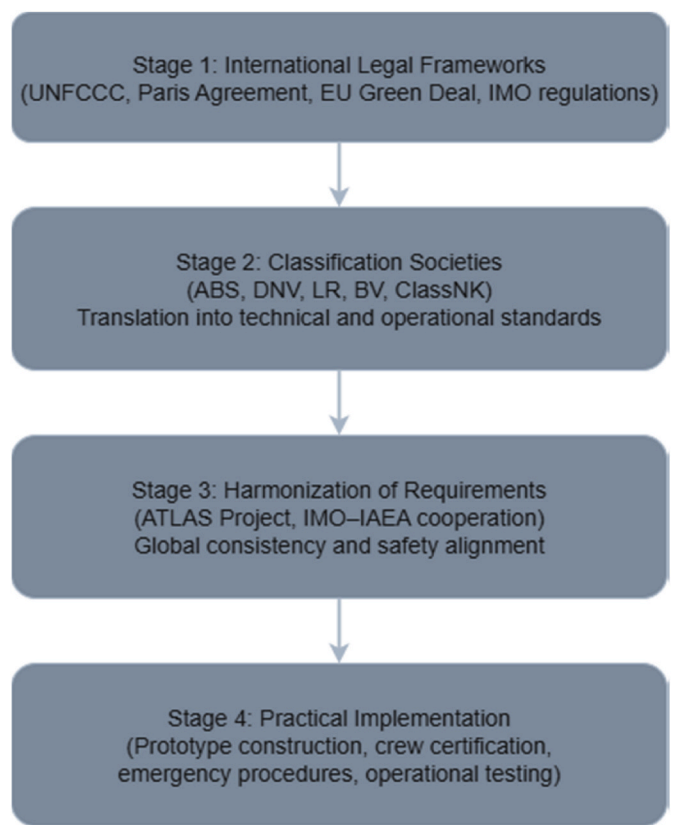 Stage 1: International Legal Frameworks
(UNFCCC, Paris Agreement, EU Green Deal, IMO regulations)
Stage 2: Classification Societies
(ABS, DNV, LR, BV, ClassNK)
Translation into technical and operational standards
Stage 3: Harmonization of Requirements
(ATLAS Project, IMO–IAEA cooperation)
Global consistency and safety alignment
Stage 4: Practical Implementation
(Prototype construction, crew certification,
emergency procedures, operational testing)